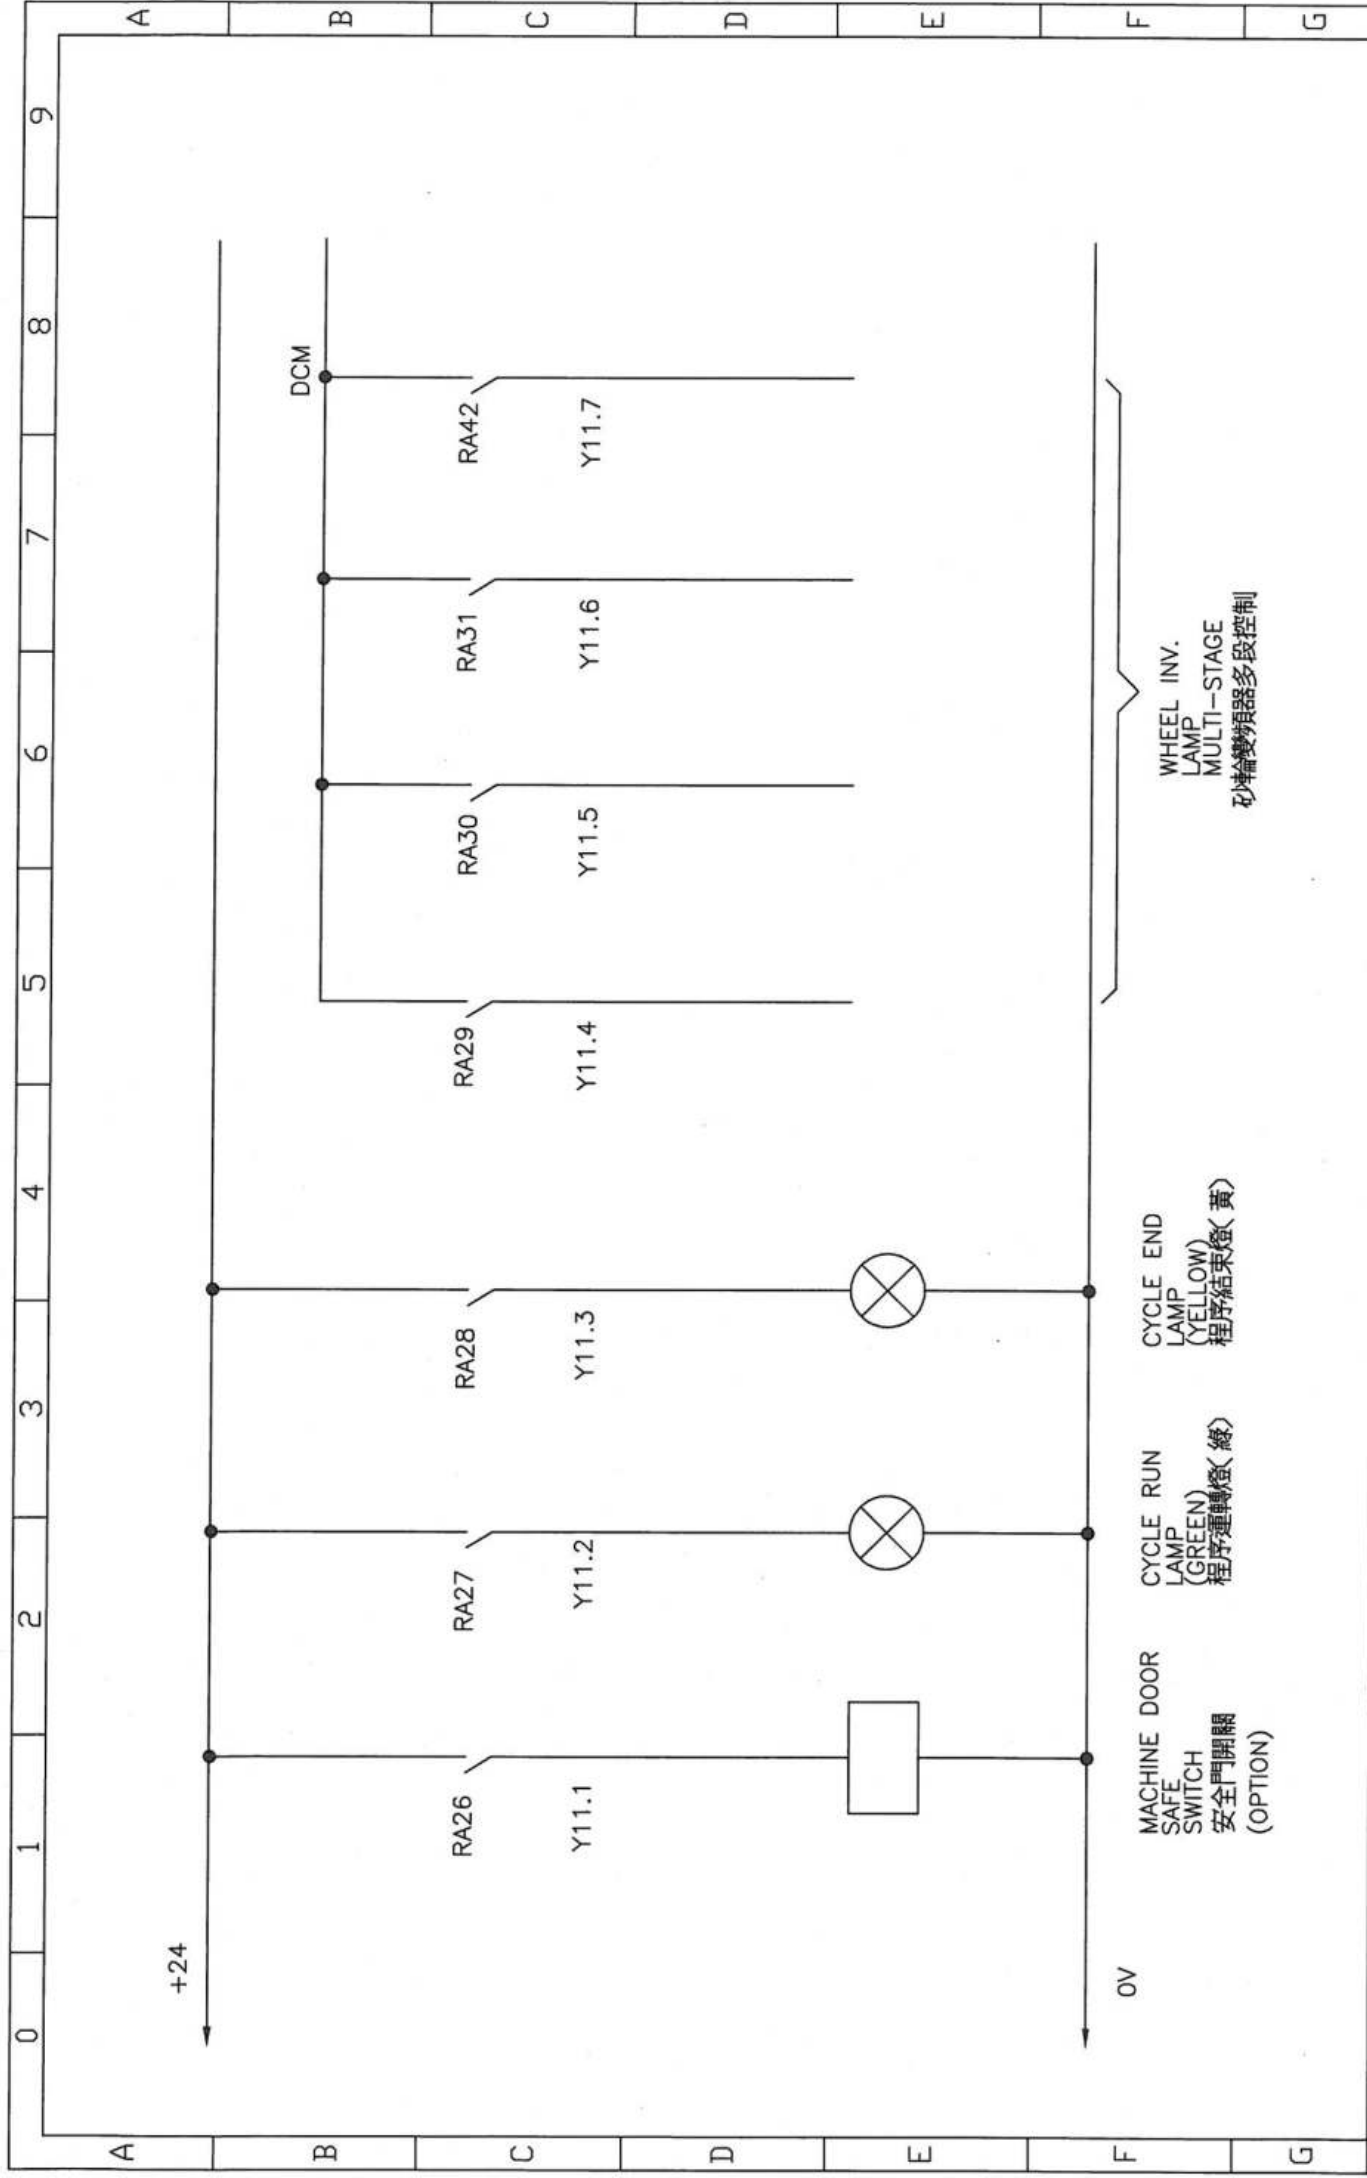 0 1 2 3 4 5 6 7 8 9
A
B
C
D
E
F
G
A
B
C
D
E
F
G
+24
DCM
RA26
RA27
RA28
RA29
RA30
RA31
RA42
Y11.1
Y11.2
Y11.3
Y11.4
Y11.5
Y11.6
Y11.7
0V
MACHINE DOOR
SAFE
SWITCH
安全門開關
(OPTION)
CYCLE RUN
LAMP
(GREEN)
程序運轉燈(綠)
CYCLE END
LAMP
(YELLOW)
程序結束燈(黃)
WHEEL INV.
LAMP
MULTI-STAGE
砂輪變頻器多段控制